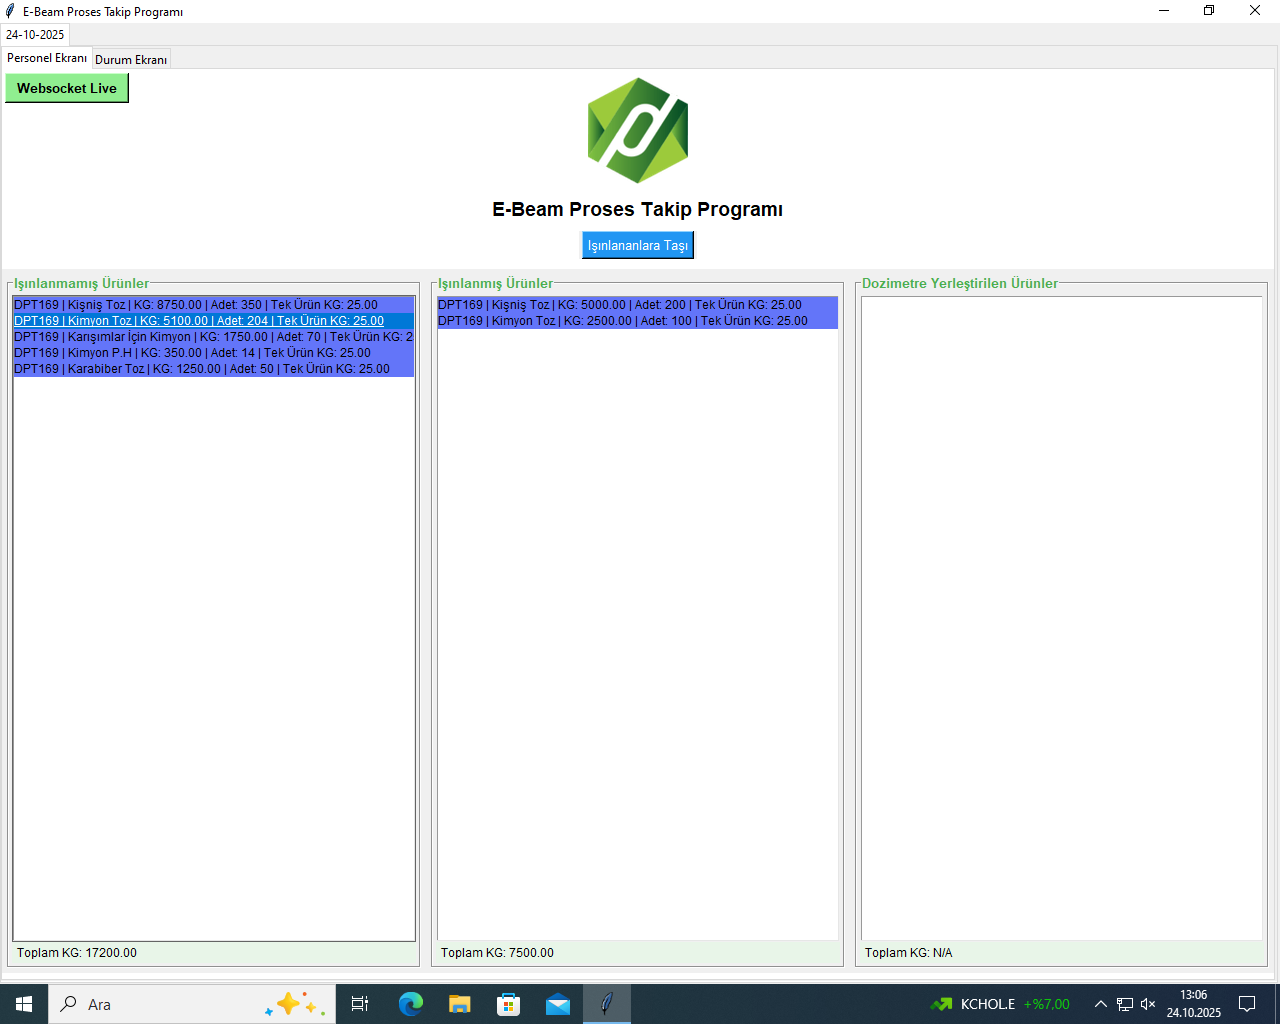 E-Beam Proses Takip Programı
24-10-2025
Personel Ekranı
Durum Ekranı
Websocket Live
E-Beam Proses Takip Programı
Işınlananlara Taşı
Işınlanmamış Ürünler
DPT169 | Kişniş Toz | KG: 8750.00 | Adet: 350 | Tek Ürün KG: 25.00
DPT169 | Kimyon Toz | KG: 5100.00 | Adet: 204 | Tek Ürün KG: 25.00
DPT169 | Karışımlar İçin Kimyon | KG: 1750.00 | Adet: 70 | Tek Ürün KG: 2
DPT169 | Kimyon P.H | KG: 350.00 | Adet: 14 | Tek Ürün KG: 25.00
DPT169 | Karabiber Toz | KG: 1250.00 | Adet: 50 | Tek Ürün KG: 25.00
Toplam KG: 17200.00
Işınlanmış Ürünler
DPT169 | Kişniş Toz | KG: 5000.00 | Adet: 200 | Tek Ürün KG: 25.00
DPT169 | Kimyon Toz | KG: 2500.00 | Adet: 100 | Tek Ürün KG: 25.00
Toplam KG: 7500.00
Dozimetre Yerleştirilen Ürünler
Toplam KG: N/A
Ara
KCHOL.E +%7.00
13:06
24.10.2025